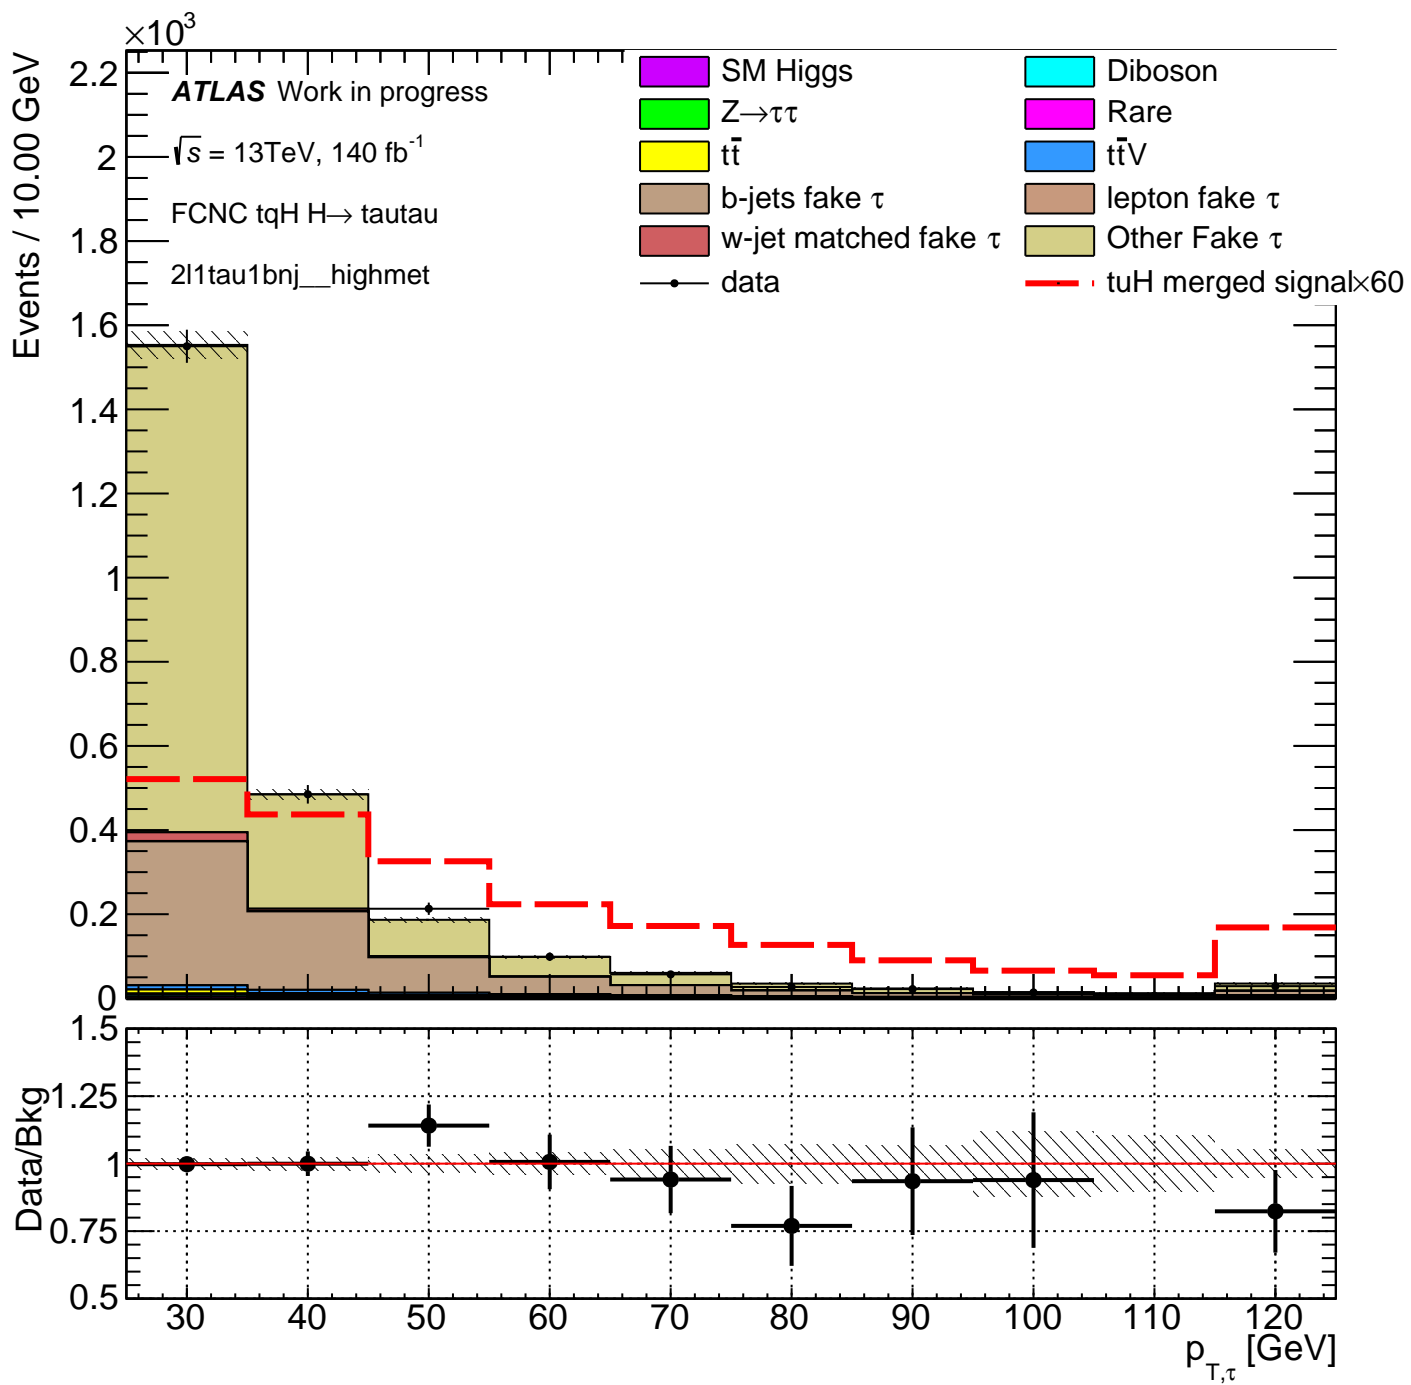 ×10³
Events / 10.00 GeV
2.2
2
1.8
1.6
1.4
1.2
1
0.8
0.6
0.4
0.2
0
ATLAS Work in progress
√s = 13TeV, 140 fb⁻¹
FCNC tqH H→ tautau
2l1tau1bnj__highmet
SM Higgs
Z→ττ
tt̄
b-jets fake τ
w-jet matched fake τ
data
Diboson
Rare
tt̄V
lepton fake τ
Other Fake τ
tuH merged signal×60
Data/Bkg
1.5
1.25
1
0.75
0.5
30 40 50 60 70 80 90 100 110 120
p_T,τ [GeV]